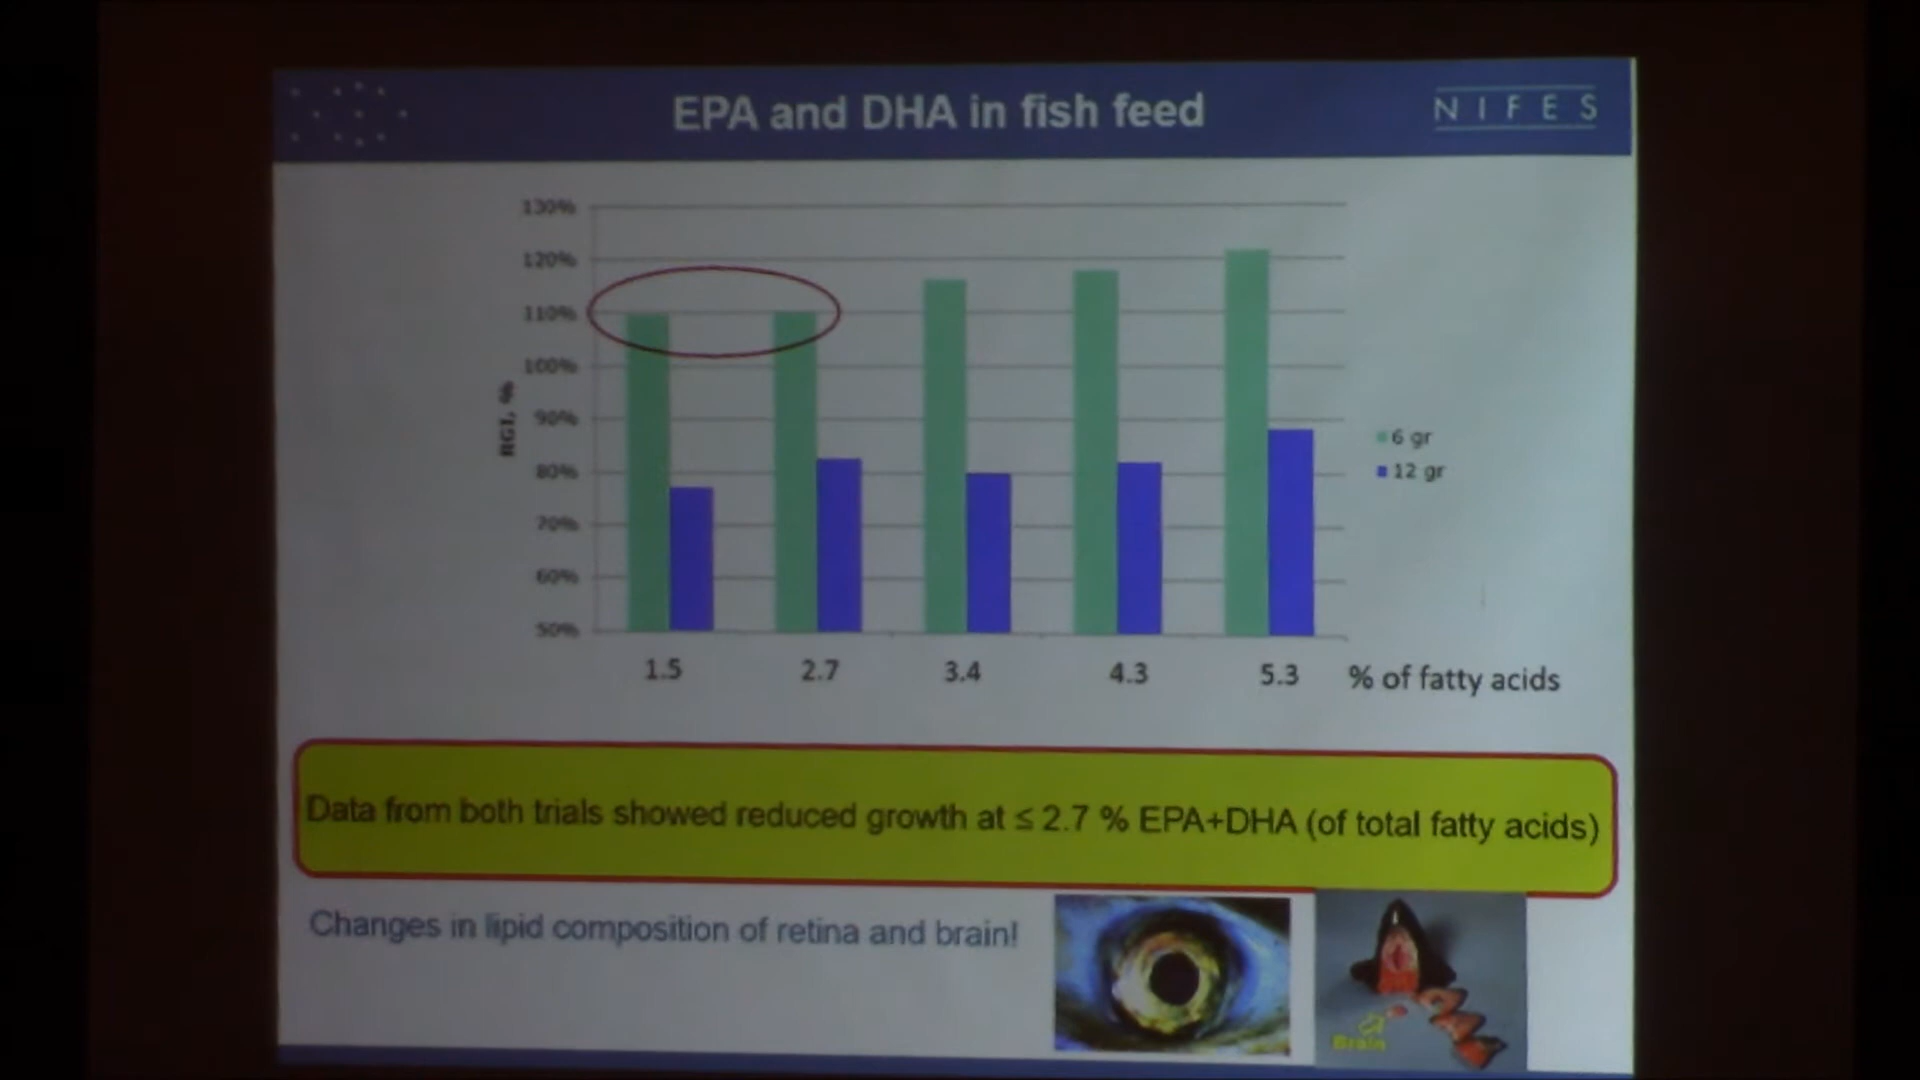 EPA and DHA in fish feed
NIFES
130%
120%
110%
100%
90%
80%
70%
60%
50%
RGI, %
6 gr
12 gr
1.5 2.7 3.4 4.3 5.3 % of fatty acids
Data from both trials showed reduced growth at ≤ 2.7 % EPA+DHA (of total fatty acids)
Changes in lipid composition of retina and brain!
Brain